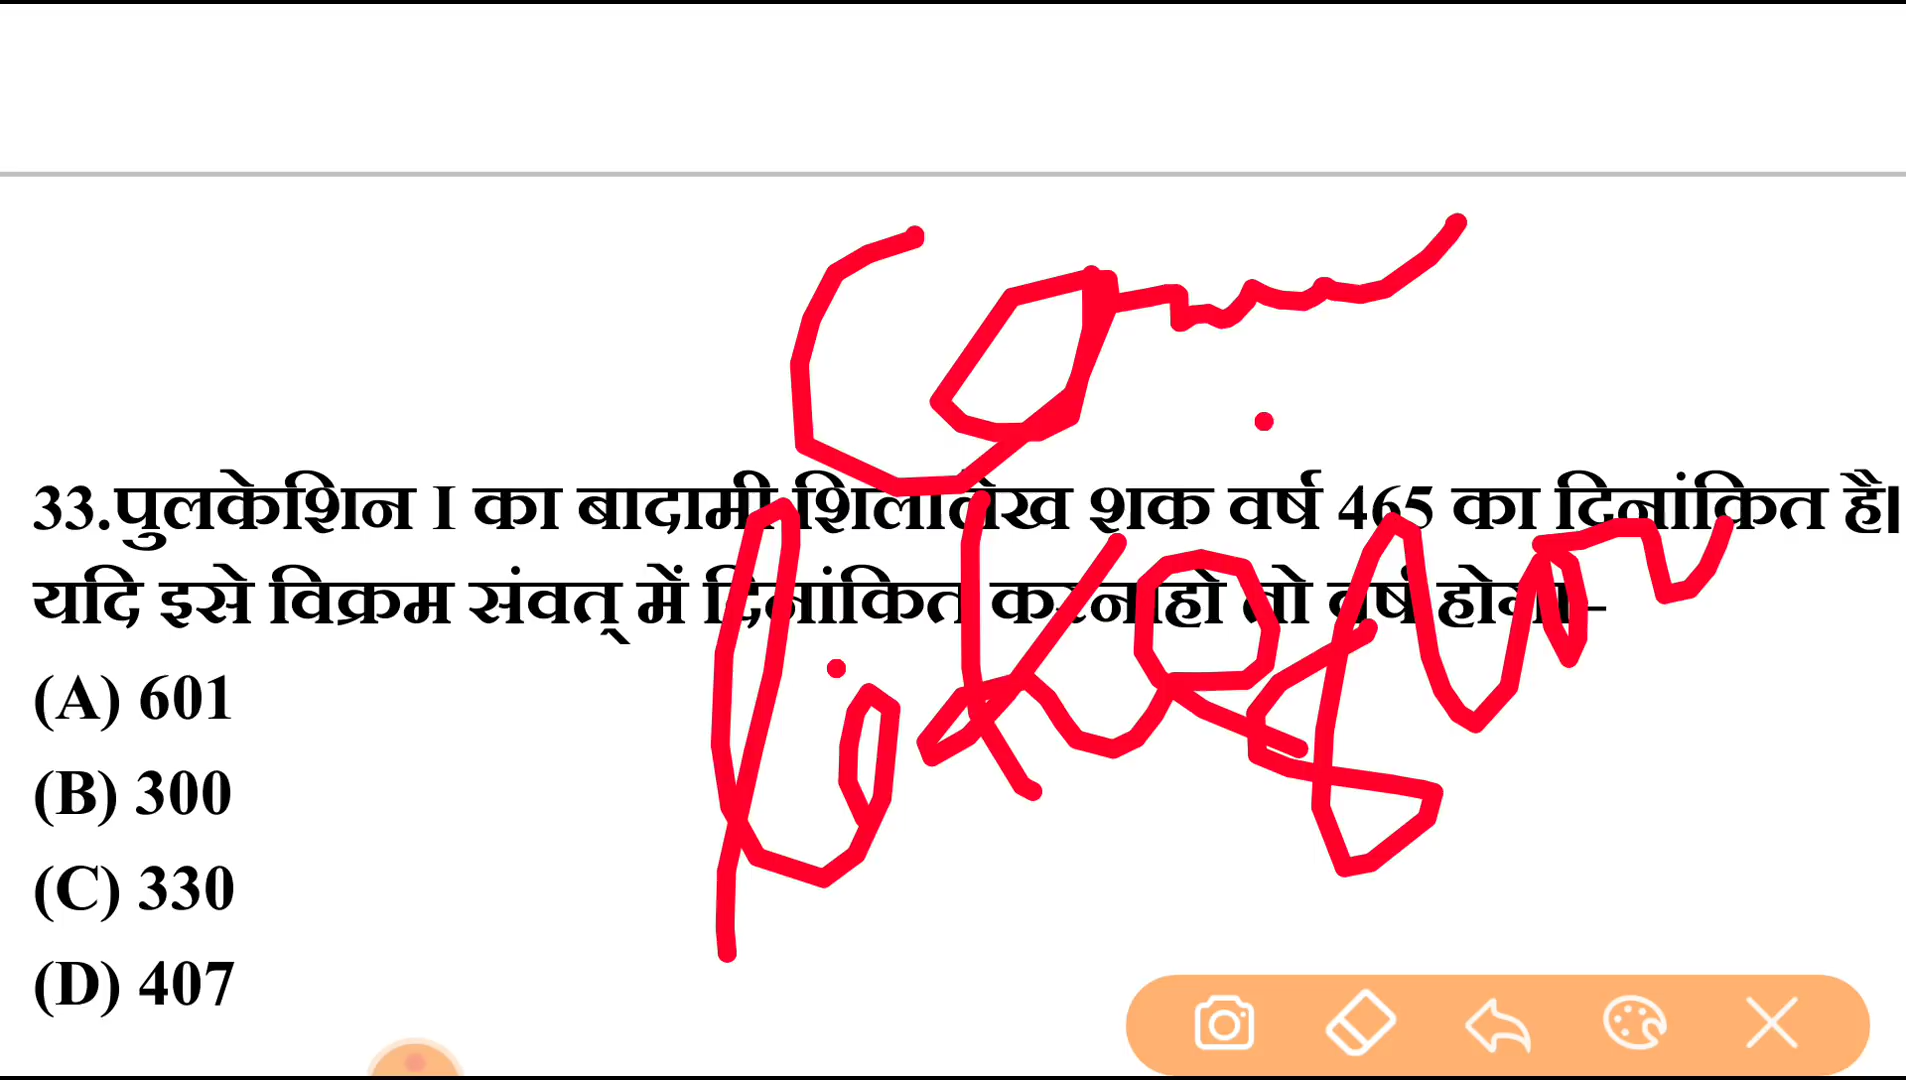 33.पुलकेशिन I का बादामी शिलालेख शक वर्ष 465 का दिनांकित है।
यदि इसे विक्रम संवत् में दिनांकित करना हो तो वर्ष होगा-
(A) 601
(B) 300
(C) 330
(D) 407